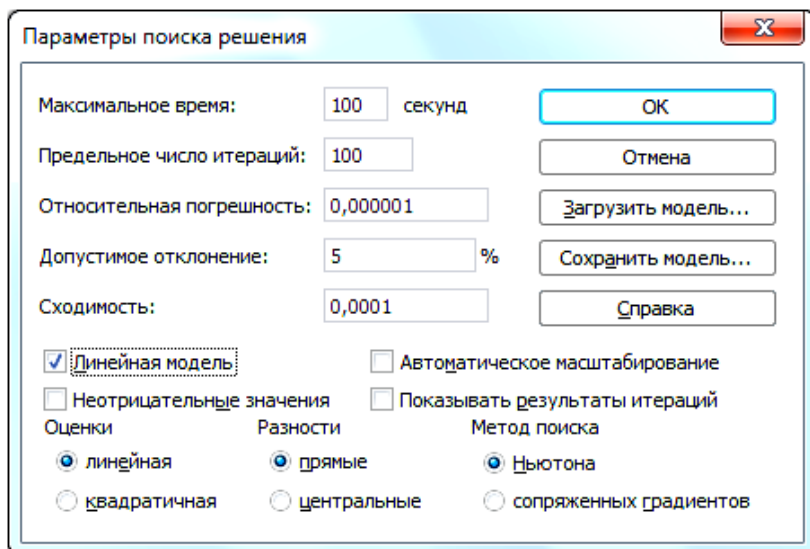 Параметры поиска решения
Максимальное время: 100 секунд ОК
Предельное число итераций: 100 Отмена
Относительная погрешность: 0,000001 Загрузить модель...
Допустимое отклонение: 5 % Сохранить модель...
Сходимость: 0,0001 Справка
Линейная модель Автоматическое масштабирование
Неотрицательные значения Показывать результаты итераций
Оценки Разности Метод поиска
линейная прямые Ньютона
квадратичная центральные сопряженных градиентов